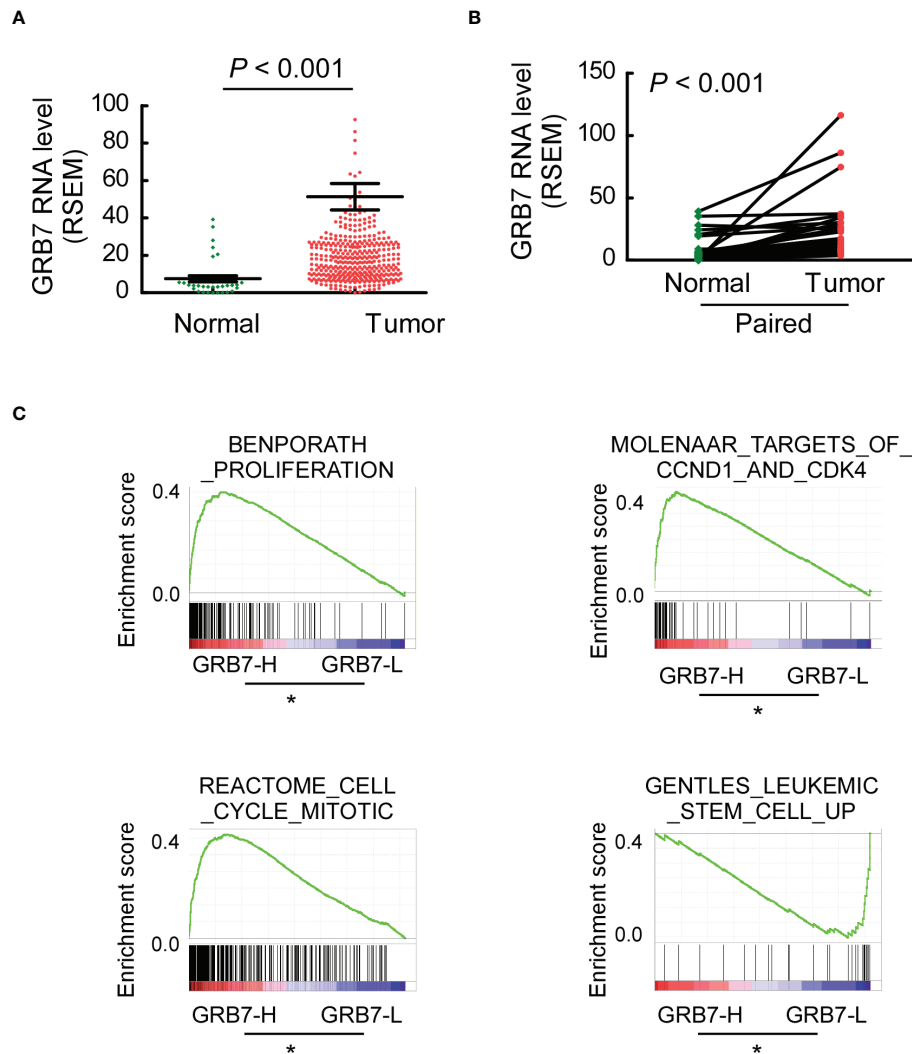 A
P < 0.001
GRB7 RNA level
(RSEM)
100
80
60
40
20
0
Normal
Tumor
B
P < 0.001
GRB7 RNA level
(RSEM)
150
100
50
0
Normal
Tumor
Paired
C
BENPORATH
_PROLIFERATION
Enrichment score
0.4
0.0
GRB7-H
GRB7-L
*
MOLENAAR_TARGETS_OF_
CCND1_AND_CDK4
Enrichment score
0.4
0.0
GRB7-H
GRB7-L
*
REACTOME_CELL
_CYCLE_MITOTIC
Enrichment score
0.4
0.0
GRB7-H
GRB7-L
*
GENTLES_LEUKEMIC
_STEM_CELL_UP
Enrichment score
0.4
0.0
GRB7-H
GRB7-L
*